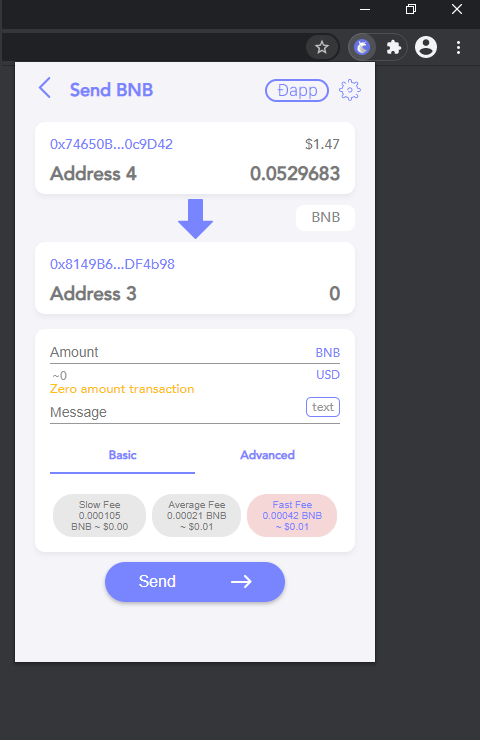 Send BNB
Ðapp
0x74650B...0c9D42
$1.47
Address 4
0.0529683
BNB
0x8149B6...DF4b98
Address 3
0
Amount
BNB
~0
USD
Zero amount transaction
Message
text
Basic
Advanced
Slow Fee
0.000105
BNB ~ $0.00
Average Fee
0.00021 BNB
~ $0.01
Fast Fee
0.00042 BNB
~ $0.01
Send